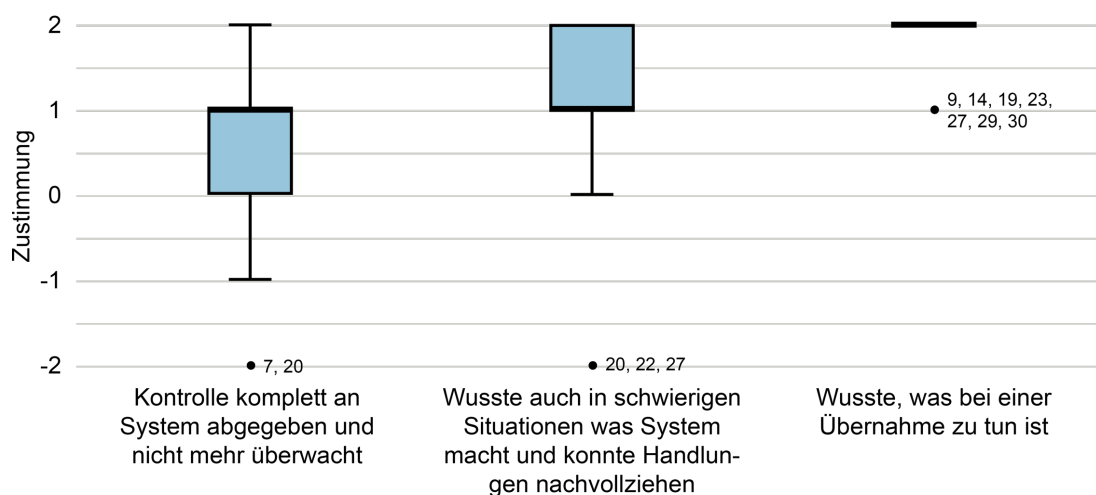 2
1
0
-1
-2
Zustimmung
9, 14, 19, 23,
27, 29, 30
7, 20
20, 22, 27
Kontrolle komplett an
System abgegeben und
nicht mehr überwacht
Wusste auch in schwierigen
Situationen was System
macht und konnte Handlun-
gen nachvollziehen
Wusste, was bei einer
Übernahme zu tun ist